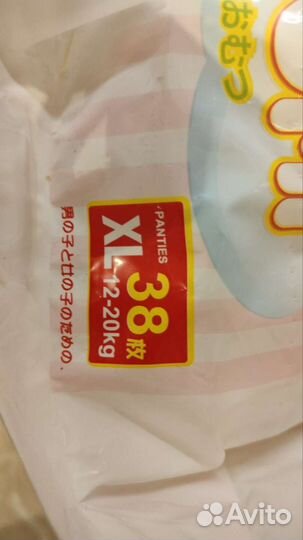 おむつ
PANTIES
38枚
XL 12-20kg
男の子と女の子のための.
Avito